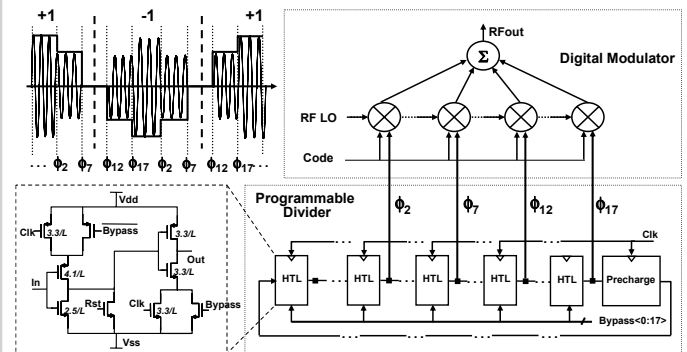 +1 -1 +1
... ϕ2 ϕ7 ϕ12 ϕ17 ϕ2 ϕ7 ϕ12 ϕ17...
RFout
Σ
Digital Modulator
RF LO
Code
Programmable Divider
ϕ2 ϕ7 ϕ12 ϕ17
Clk
HTL HTL HTL HTL HTL Precharge
Bypass<0:17>
Vdd
Clk 3.3/L Bypass 3.3/L
Out
4.1/L 3.3/L
In
2.5/L Rst Clk 3.3/L Bypass
Vss